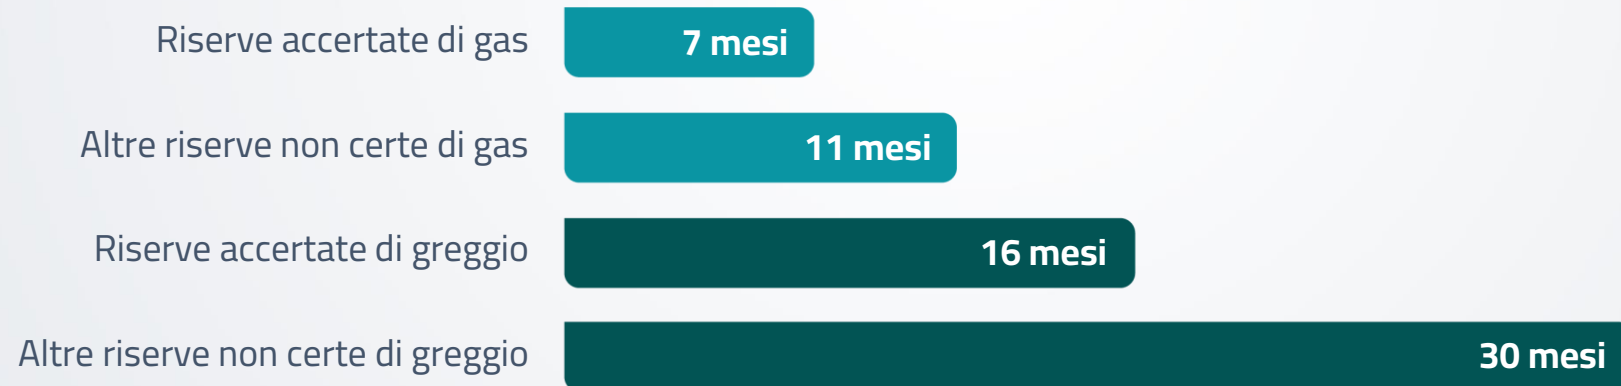 Riserve accertate di gas
7 mesi
Altre riserve non certe di gas
11 mesi
Riserve accertate di greggio
16 mesi
Altre riserve non certe di greggio
30 mesi